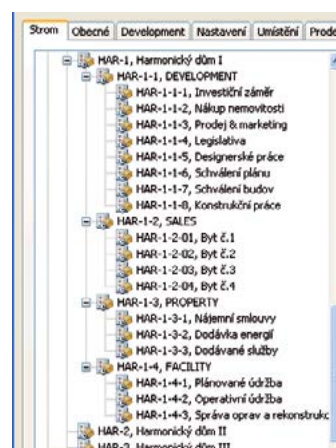 Strom Obecné Development Nastavení Umístění Prode
HAR-1, Harmonický dům I
HAR-1-1, DEVELOPMENT
HAR-1-1-1, Investiční záměr
HAR-1-1-2, Nákup nemovitosti
HAR-1-1-3, Prodej & marketing
HAR-1-1-4, Legislativa
HAR-1-1-5, Designerské práce
HAR-1-1-6, Schválení plánu
HAR-1-1-7, Schválení budov
HAR-1-1-8, Konstrukční práce
HAR-1-2, SALES
HAR-1-2-01, Byt č.1
HAR-1-2-02, Byt č.2
HAR-1-2-03, Byt č.3
HAR-1-2-04, Byt č.4
HAR-1-3, PROPERTY
HAR-1-3-1, Nájemní smlouvy
HAR-1-3-2, Dodávka energií
HAR-1-3-3, Dodávané služby
HAR-1-4, FACILITY
HAR-1-4-1, Plánované údržba
HAR-1-4-2, Operativní údržba
HAR-1-4-3, Správa oprav a rekonstrukc
HAR-2, Harmonický dům II
HAR-3, Harmonický dům III